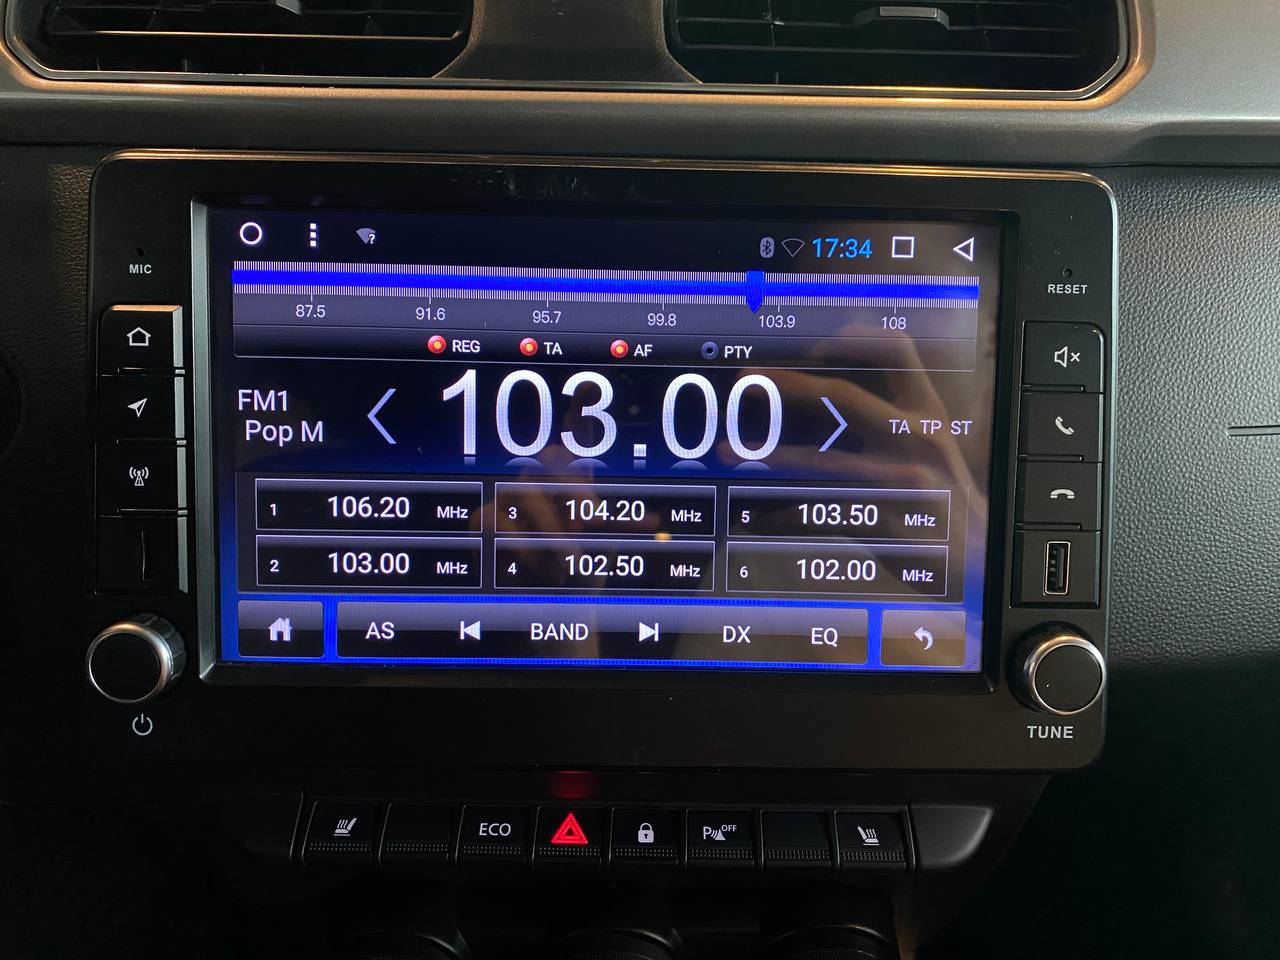 MIC
RESET
17:34
87.5 91.6 95.7 99.8 103.9 108
REG TA AF PTY
FM1
Pop M
103.00
TA TP ST
1 106.20 MHz 3 104.20 MHz 5 103.50 MHz
2 103.00 MHz 4 102.50 MHz 6 102.00 MHz
AS BAND DX EQ
TUNE
ECO P OFF